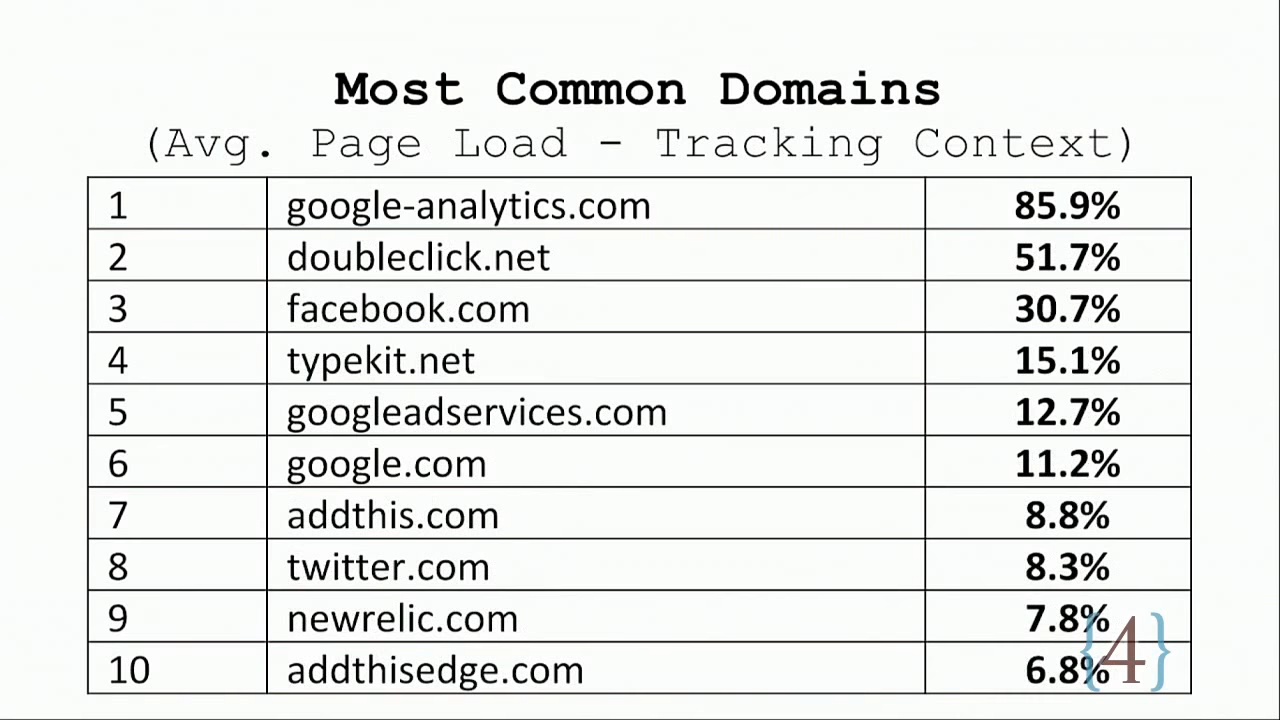 Most Common Domains
(Avg. Page Load - Tracking Context)
1 google-analytics.com 85.9%
2 doubleclick.net 51.7%
3 facebook.com 30.7%
4 typekit.net 15.1%
5 googleadservices.com 12.7%
6 google.com 11.2%
7 addthis.com 8.8%
8 twitter.com 8.3%
9 newrelic.com 7.8%
10 addthisedge.com 6.8%
{4}